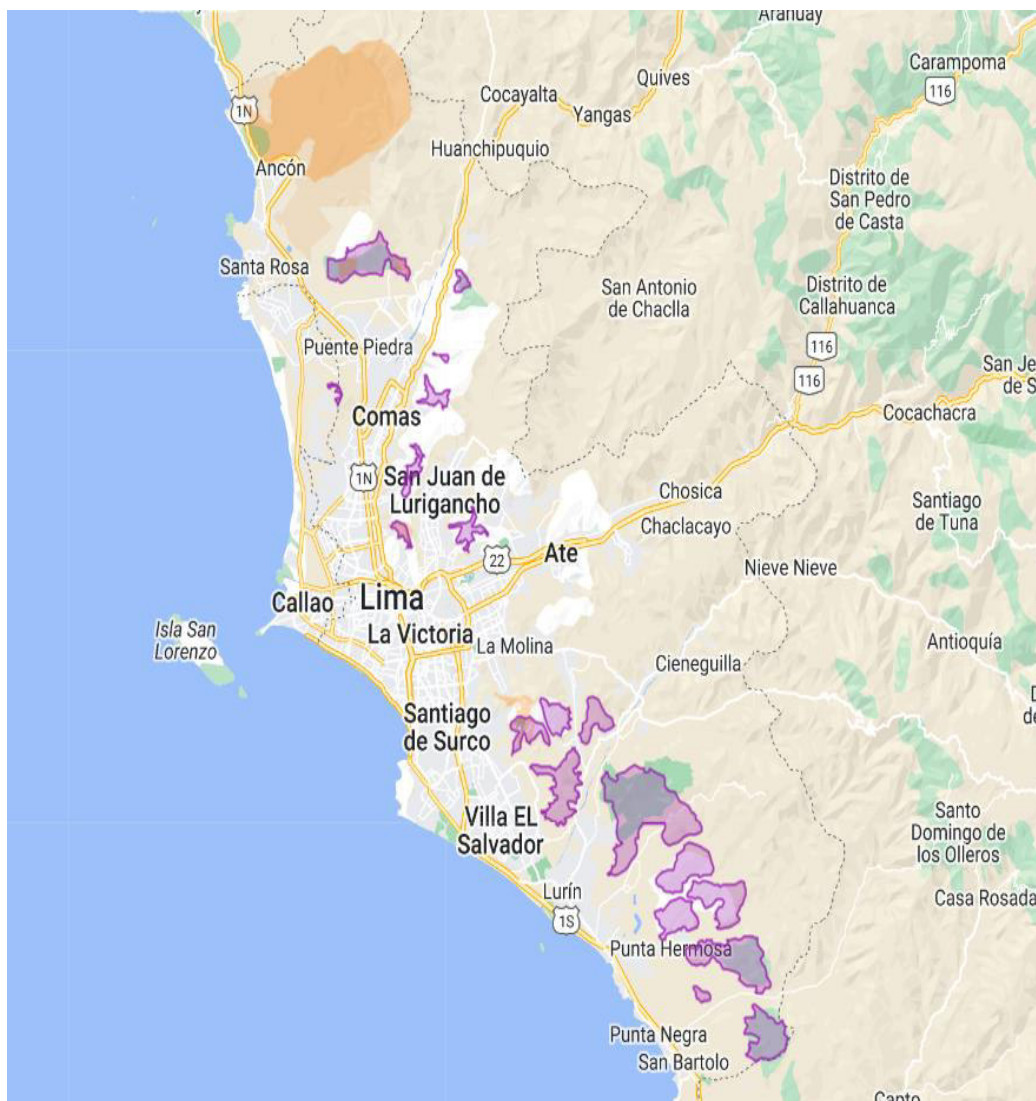 Arahuay
Carampoma
116
Quives
Cocayalta
Yangas
1N
Huanchipuquio
Ancón
Distrito de
San Pedro
de Casta
Santa Rosa
San Antonio
de Chaclla
Distrito de
Callahuanca
116
Puente Piedra
116
San Je
de S
Comas
Cocachacra
1N
San Juan de
Lurigancho
Chosica
Chaclacayo
Santiago
de Tuna
22
Ate
Nieve Nieve
Callao
Lima
Isla San
Lorenzo
La Victoria
La Molina
Antioquía
Cieneguilla
Santiago
de Surco
D
de
Villa EL
Salvador
Santo
Domingo de
los Olleros
Lurín
Casa Rosada
1S
Punta Hermosa
Punta Negra
San Bartolo